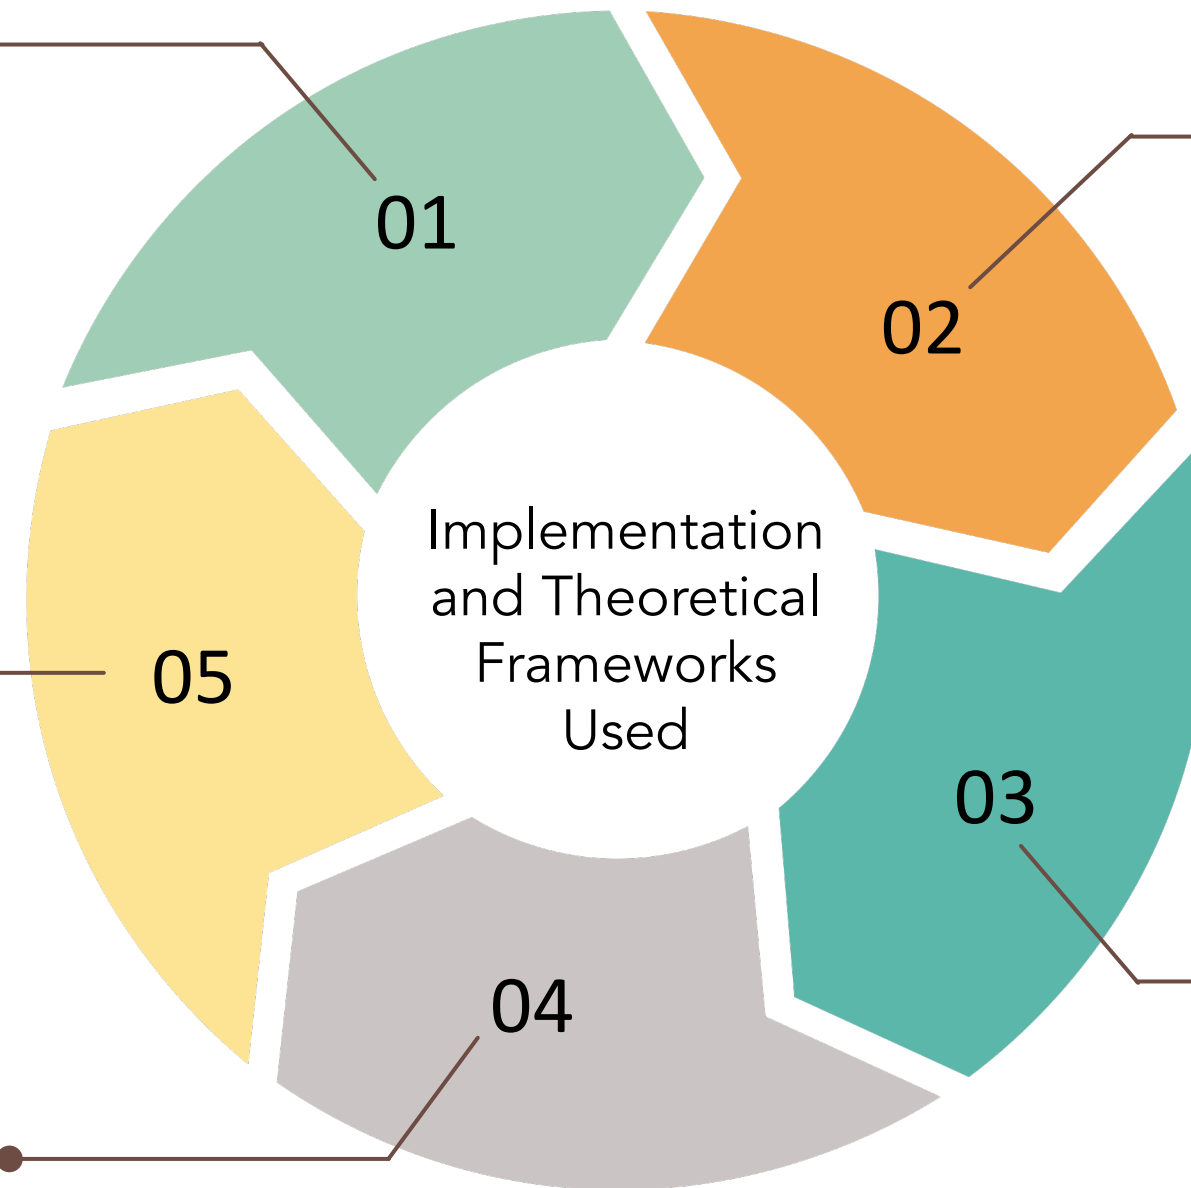 01
02
Implementation
and Theoretical
Frameworks
Used
05
03
04